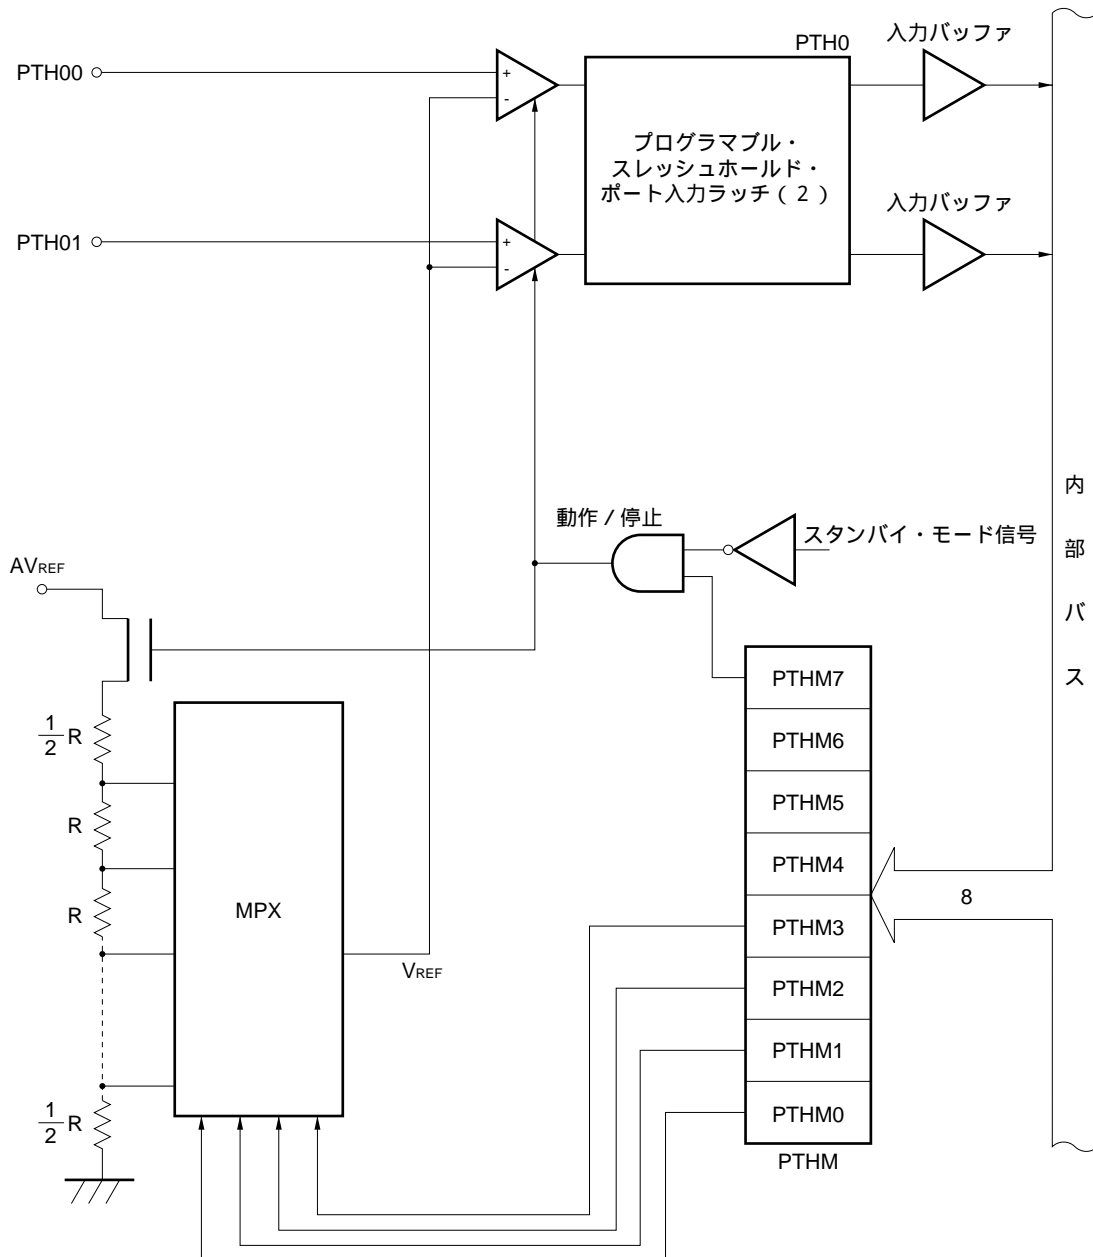 PTH0
入力バッファ
PTH00
+
-
プログラマブル・
スレッシュホールド・
ポート入力ラッチ（２）
入力バッファ
PTH01
+
-
内部バス
動作／停止
スタンバイ・モード信号
AVREF
PTHM7
1/2 R
PTHM6
R
PTHM5
PTHM4
8
R
MPX
PTHM3
VREF
PTHM2
PTHM1
1/2 R
PTHM0
PTHM